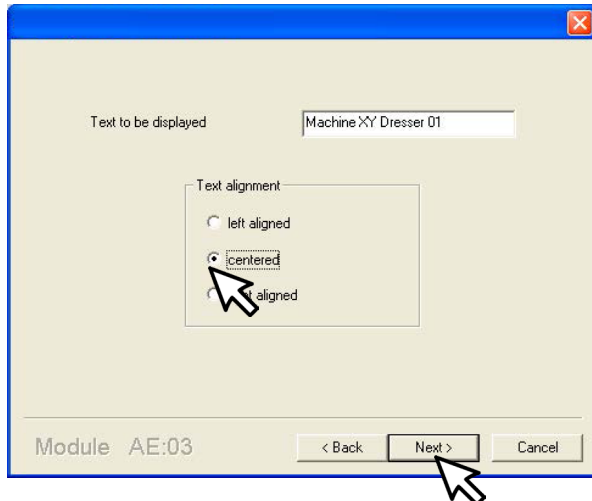 Text to be displayed Machine XY Dresser 01
Text alignment
left aligned
centered
aligned
Module AE:03 < Back Next > Cancel